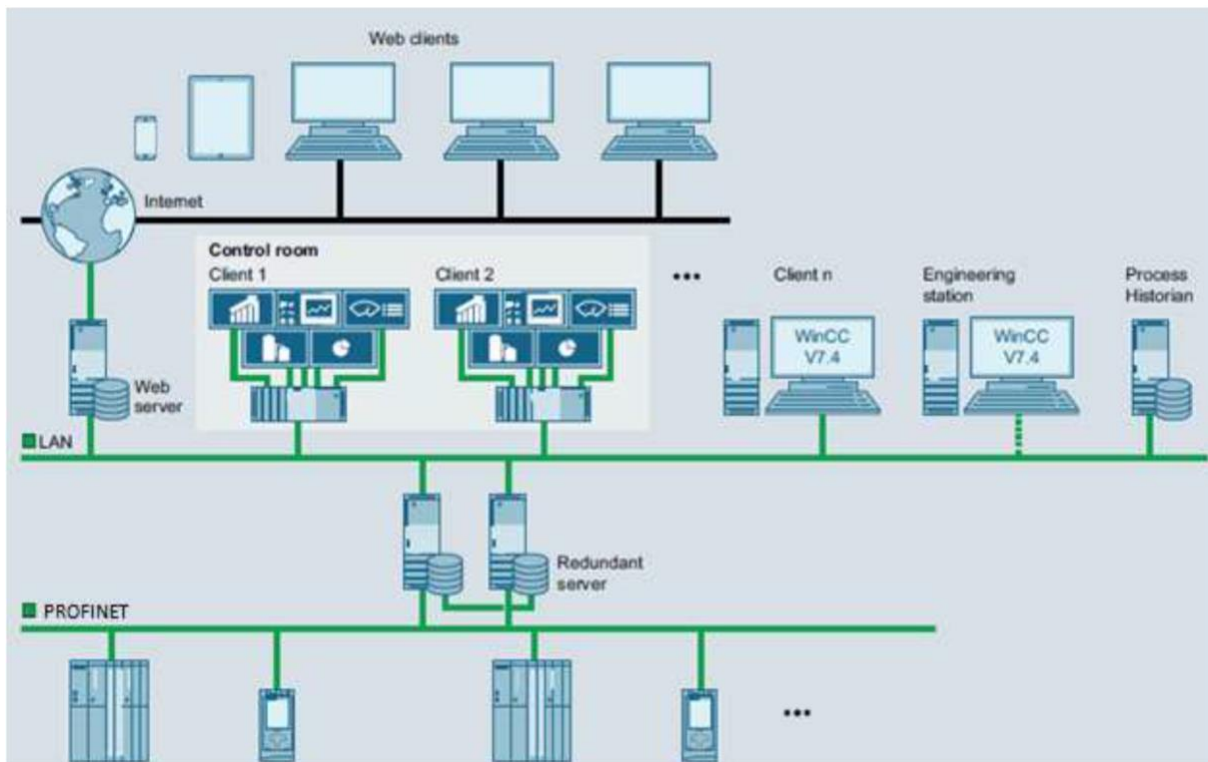 Web clients
Internet
Control room
Client 1
Client 2
•••
Client n
Engineering
station
Process
Historian
WinCC
V7.4
WinCC
V7.4
Web
server
LAN
Redundant
server
PROFINET
•••